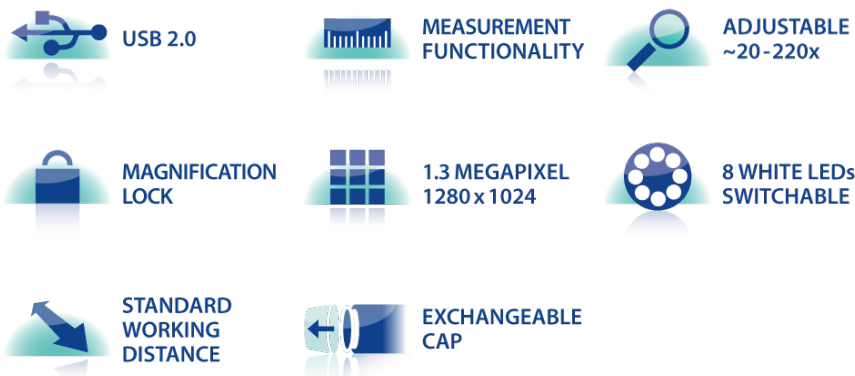 USB 2.0
MEASUREMENT
FUNCTIONALITY
ADJUSTABLE
~20-220x
MAGNIFICATION
LOCK
1.3 MEGAPIXEL
1280 x 1024
8 WHITE LEDs
SWITCHABLE
STANDARD
WORKING
DISTANCE
EXCHANGEABLE
CAP